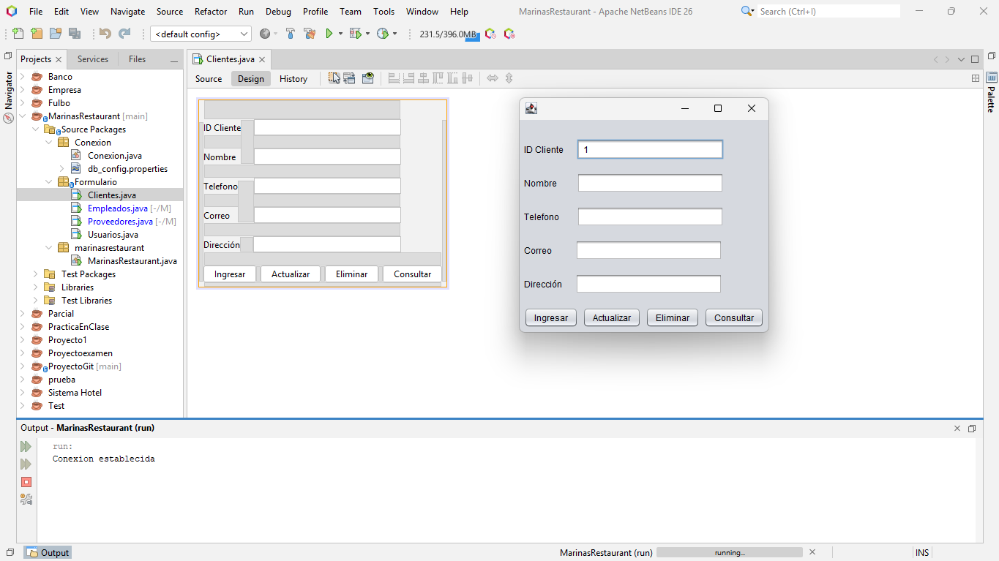 File Edit View Navigate Source Refactor Run Debug Profile Team Tools Window Help MarinasRestaurant - Apache NetBeans IDE 26 Search (Ctrl+I)
<default config> 231.5/396.0MB
Projects Services Files
Clientes.java
Source Design History
Navigator
Palette
Banco
Empresa
Fulbo
MarinasRestaurant [main]
Source Packages
Conexion
Conexion.java
db_config.properties
Formulario
Clientes.java
Empleados.java [-/M]
Proveedores.java [-/M]
Usuarios.java
marinasrestaurant
MarinasRestaurant.java
Test Packages
Libraries
Test Libraries
Parcial
PracticaEnClase
Proyecto1
Proyectoexamen
ProyectoGit [main]
prueba
Sistema Hotel
Test
ID Cliente
Nombre
Telefono
Correo
Dirección
Ingresar Actualizar Eliminar Consultar
ID Cliente 1
Nombre
Telefono
Correo
Dirección
Ingresar Actualizar Eliminar Consultar
Output - MarinasRestaurant (run)
run:
Conexion establecida
Output MarinasRestaurant (run) running... INS